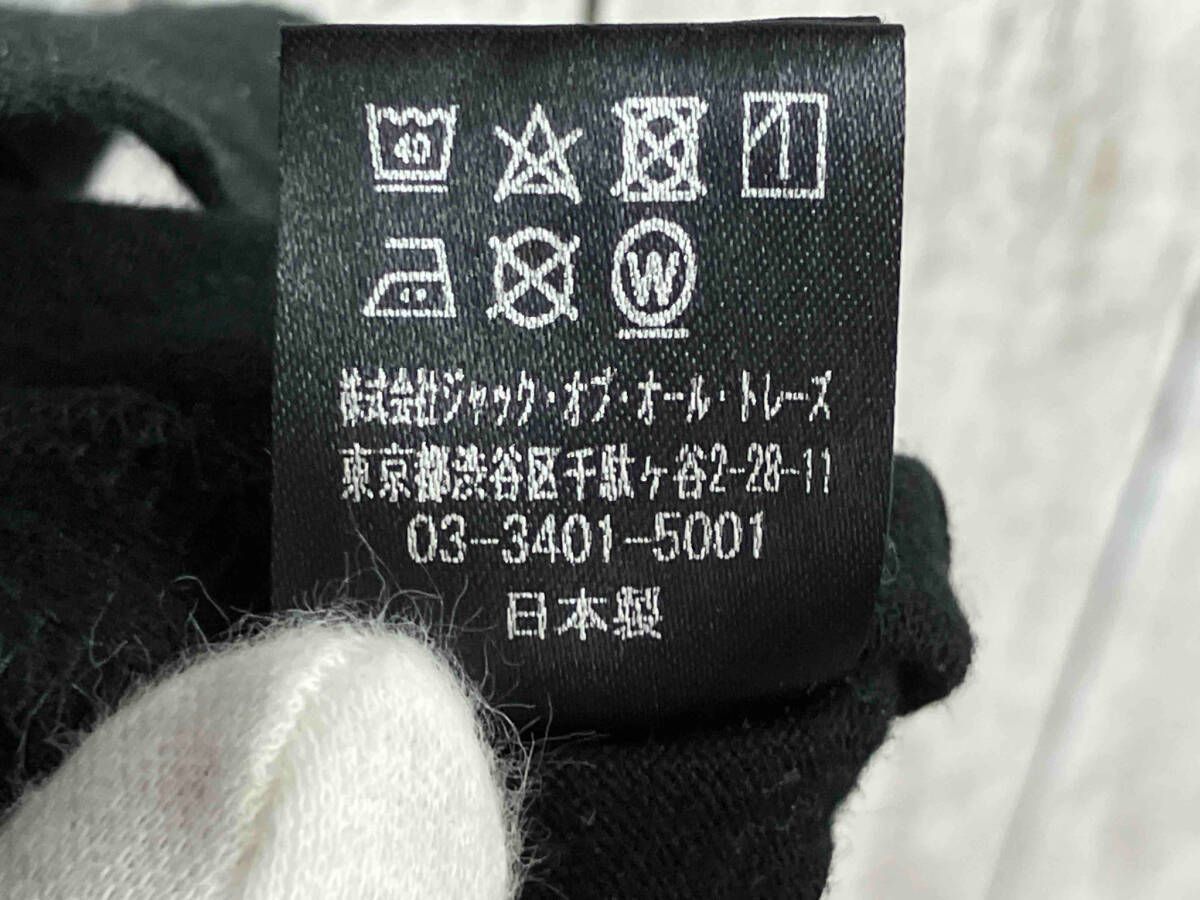 40
W
株式会社ジャック・オブ・オール・トレーズ
東京都渋谷区千駄ヶ谷2-28-11
03-3401-5001
日本製